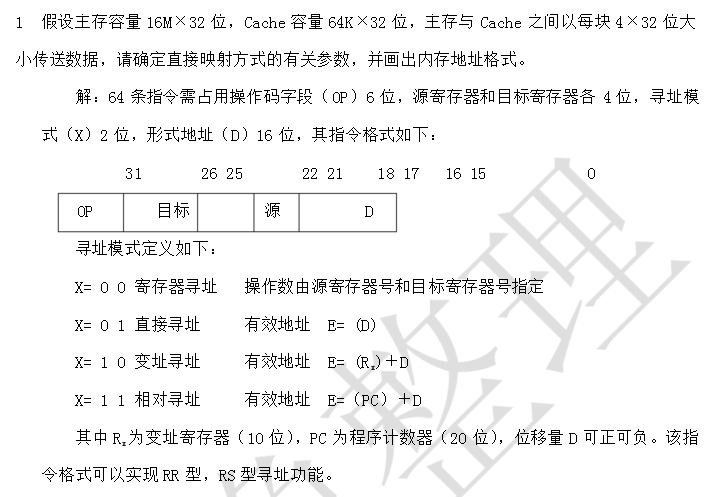 1 假设主存容量 16M×32 位，Cache 容量 64K×32 位，主存与 Cache 之间以每块 4×32 位大
小传送数据，请确定直接映射方式的有关参数，并画出内存地址格式。
解：64 条指令需占用操作码字段（OP）6 位，源寄存器和目标寄存器各 4 位，寻址模
式（X）2 位，形式地址（D）16 位，其指令格式如下：
31 26 25 22 21 18 17 16 15 0
OP 目标 源 D
寻址模式定义如下：
X= 0 0 寄存器寻址 操作数由源寄存器号和目标寄存器号指定
X= 0 1 直接寻址 有效地址 E= (D)
X= 1 0 变址寻址 有效地址 E= (Rx)＋D
X= 1 1 相对寻址 有效地址 E=（PC）＋D
其中 Rx为变址寄存器（10 位），PC 为程序计数器（20 位），位移量 D 可正可负。该指
令格式可以实现 RR 型，RS 型寻址功能。
整理